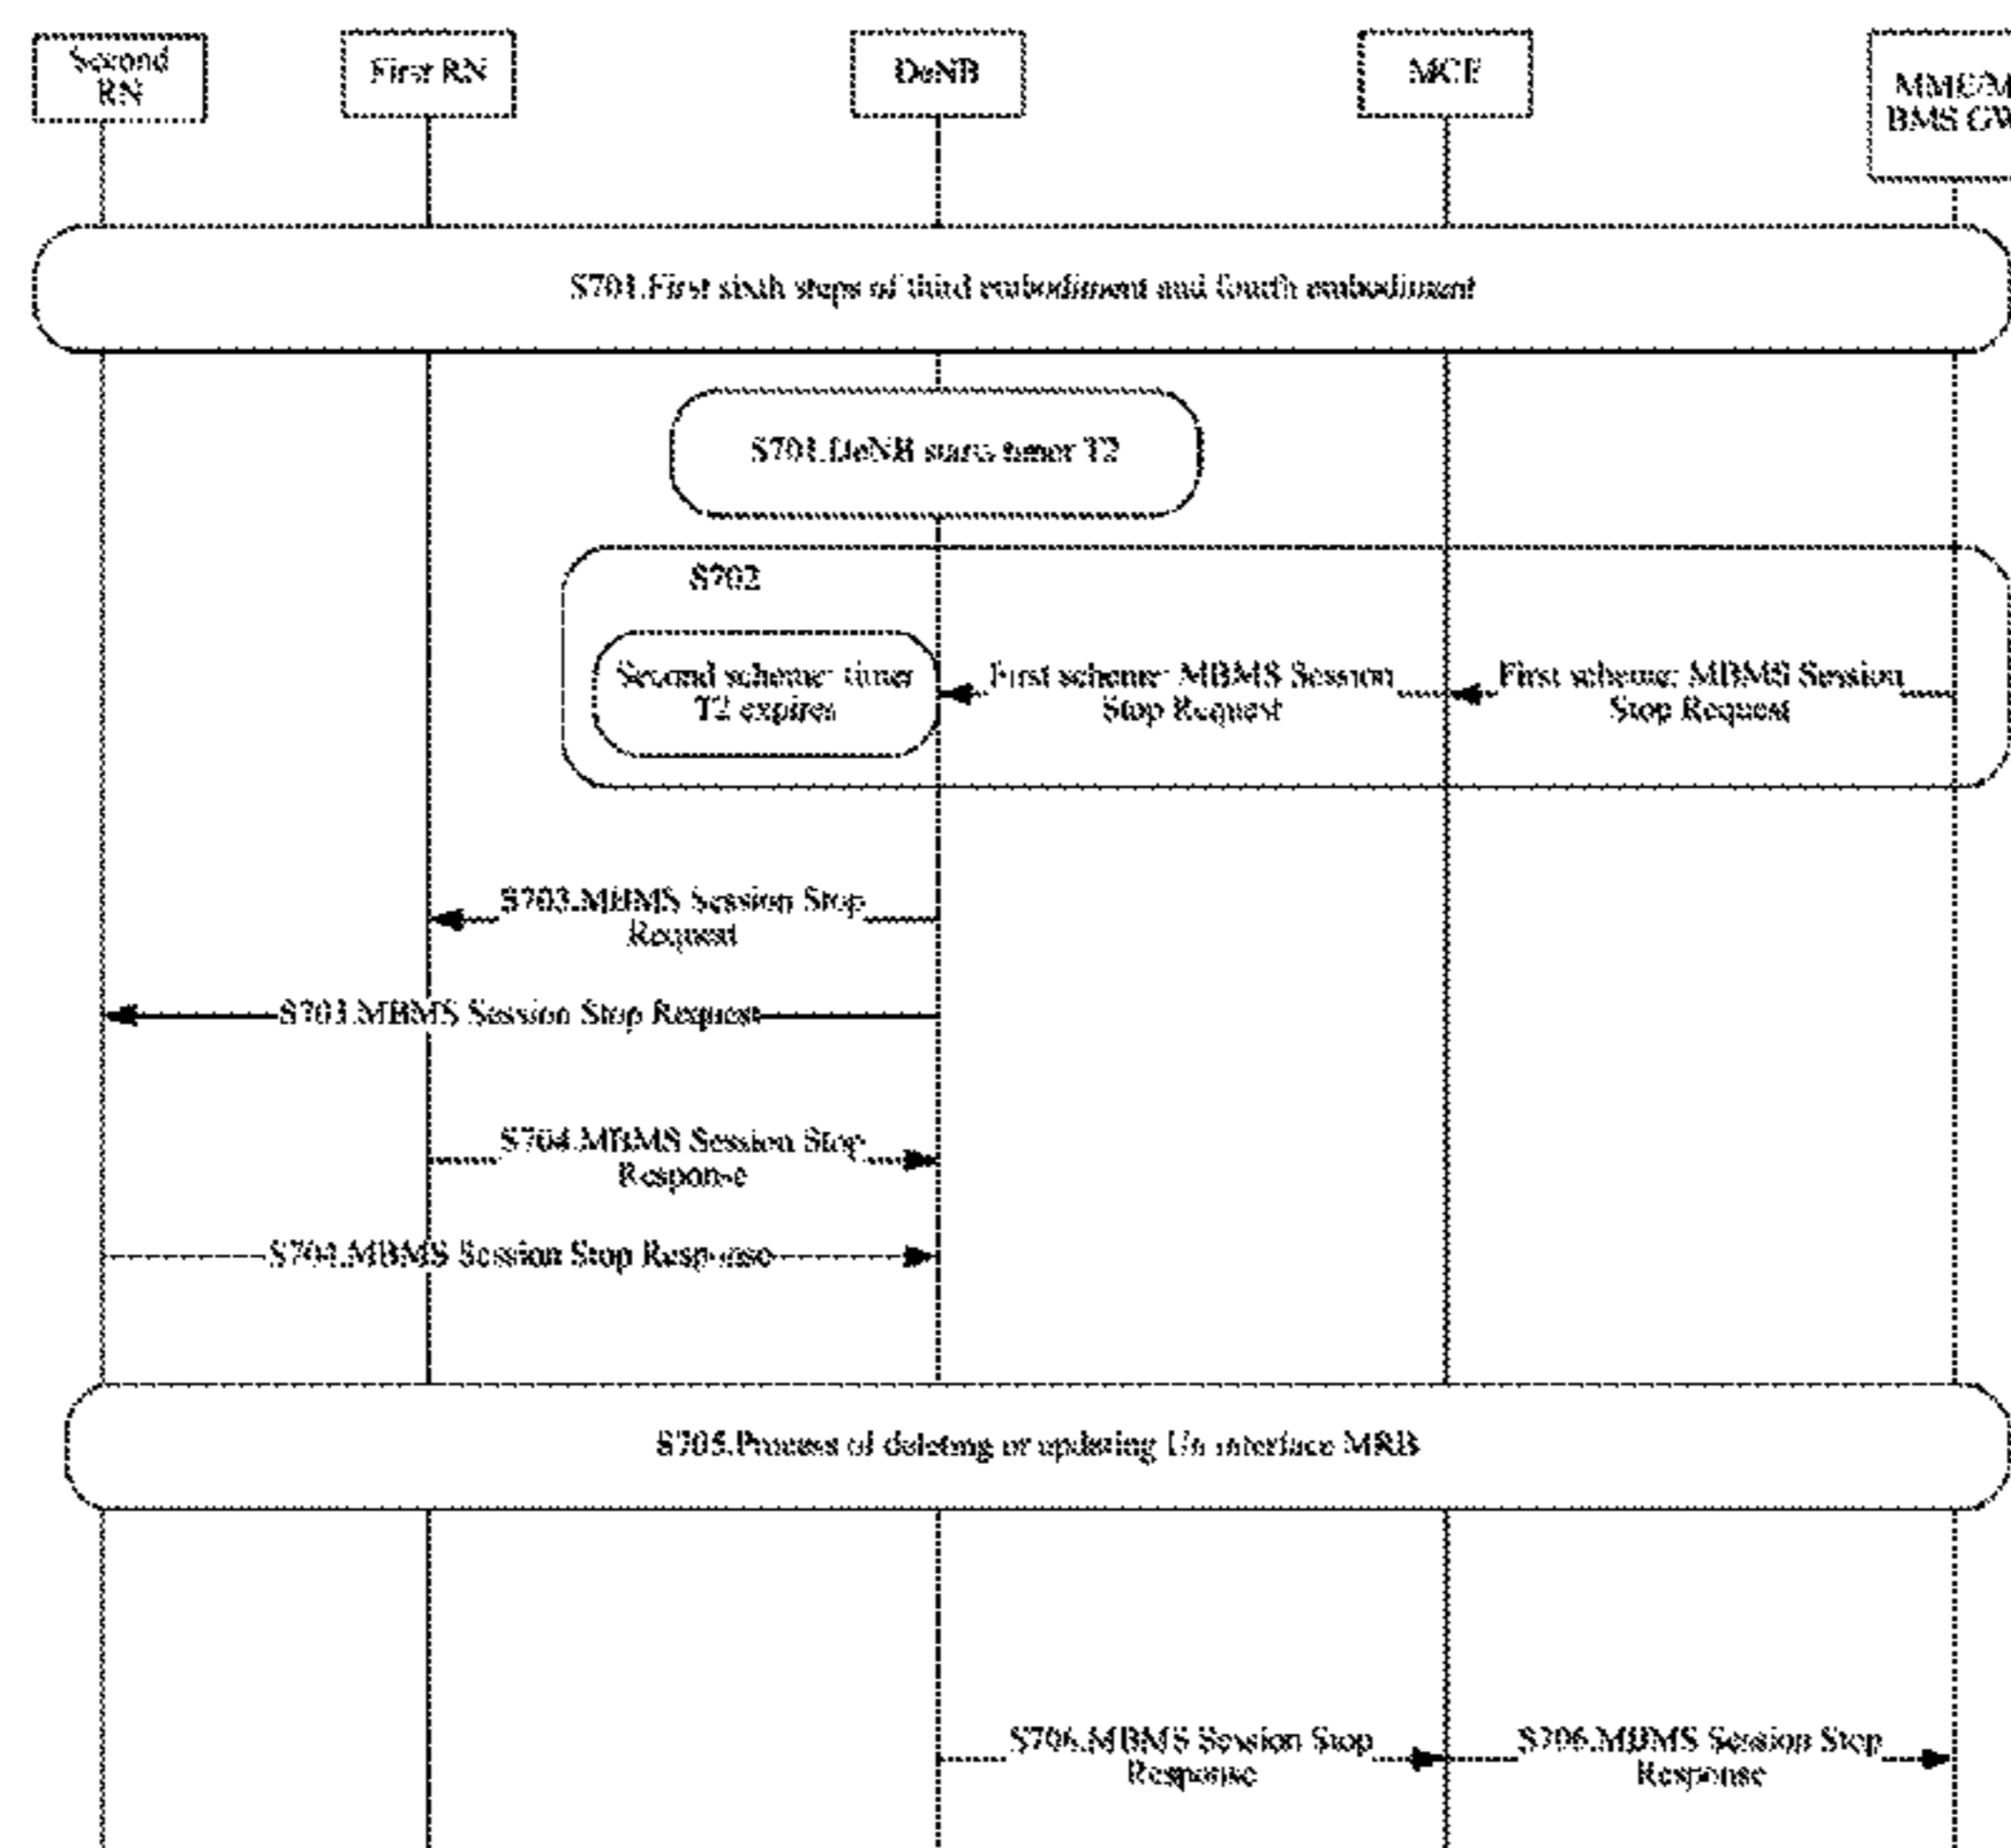 Second
RN
First RN
DeNB
MCE
MME/M
BMS GW
S701.First sixth steps of third embodiment and fourth embodiment
S701.DeNB starts timer T2
S702
Second scheme: timer
T2 expires
First scheme: MBMS Session
Stop Request
First scheme: MBMS Session
Stop Request
S703.MBMS Session Stop
Request
S703.MBMS Session Stop Request
S704.MBMS Session Stop
Response
S704.MBMS Session Stop Response
S705.Process of deleting or updating Un interface MRB
S706.MBMS Session Stop
Response
S706.MBMS Session Stop
Response